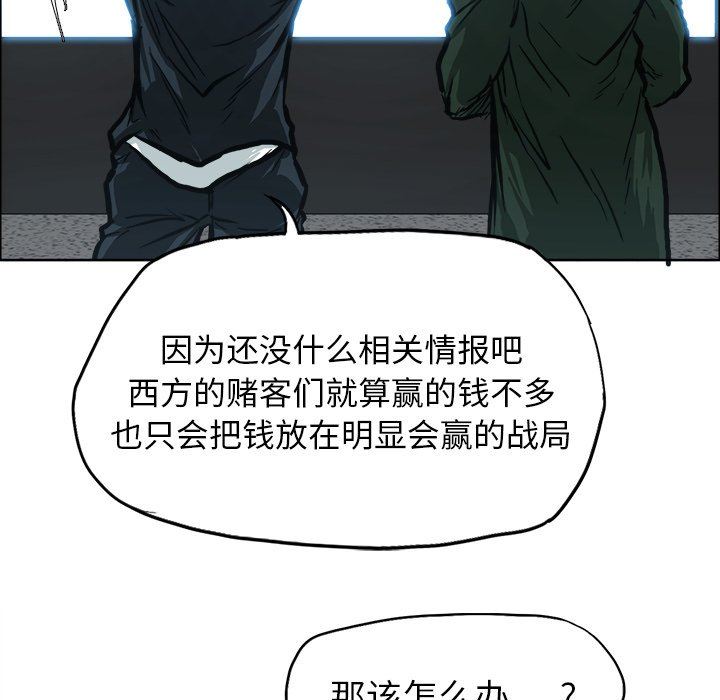 因为还没什么相关情报吧
西方的赌客们就算赢的钱不多
也只会把钱放在明显会赢的战局
那该怎么办...?